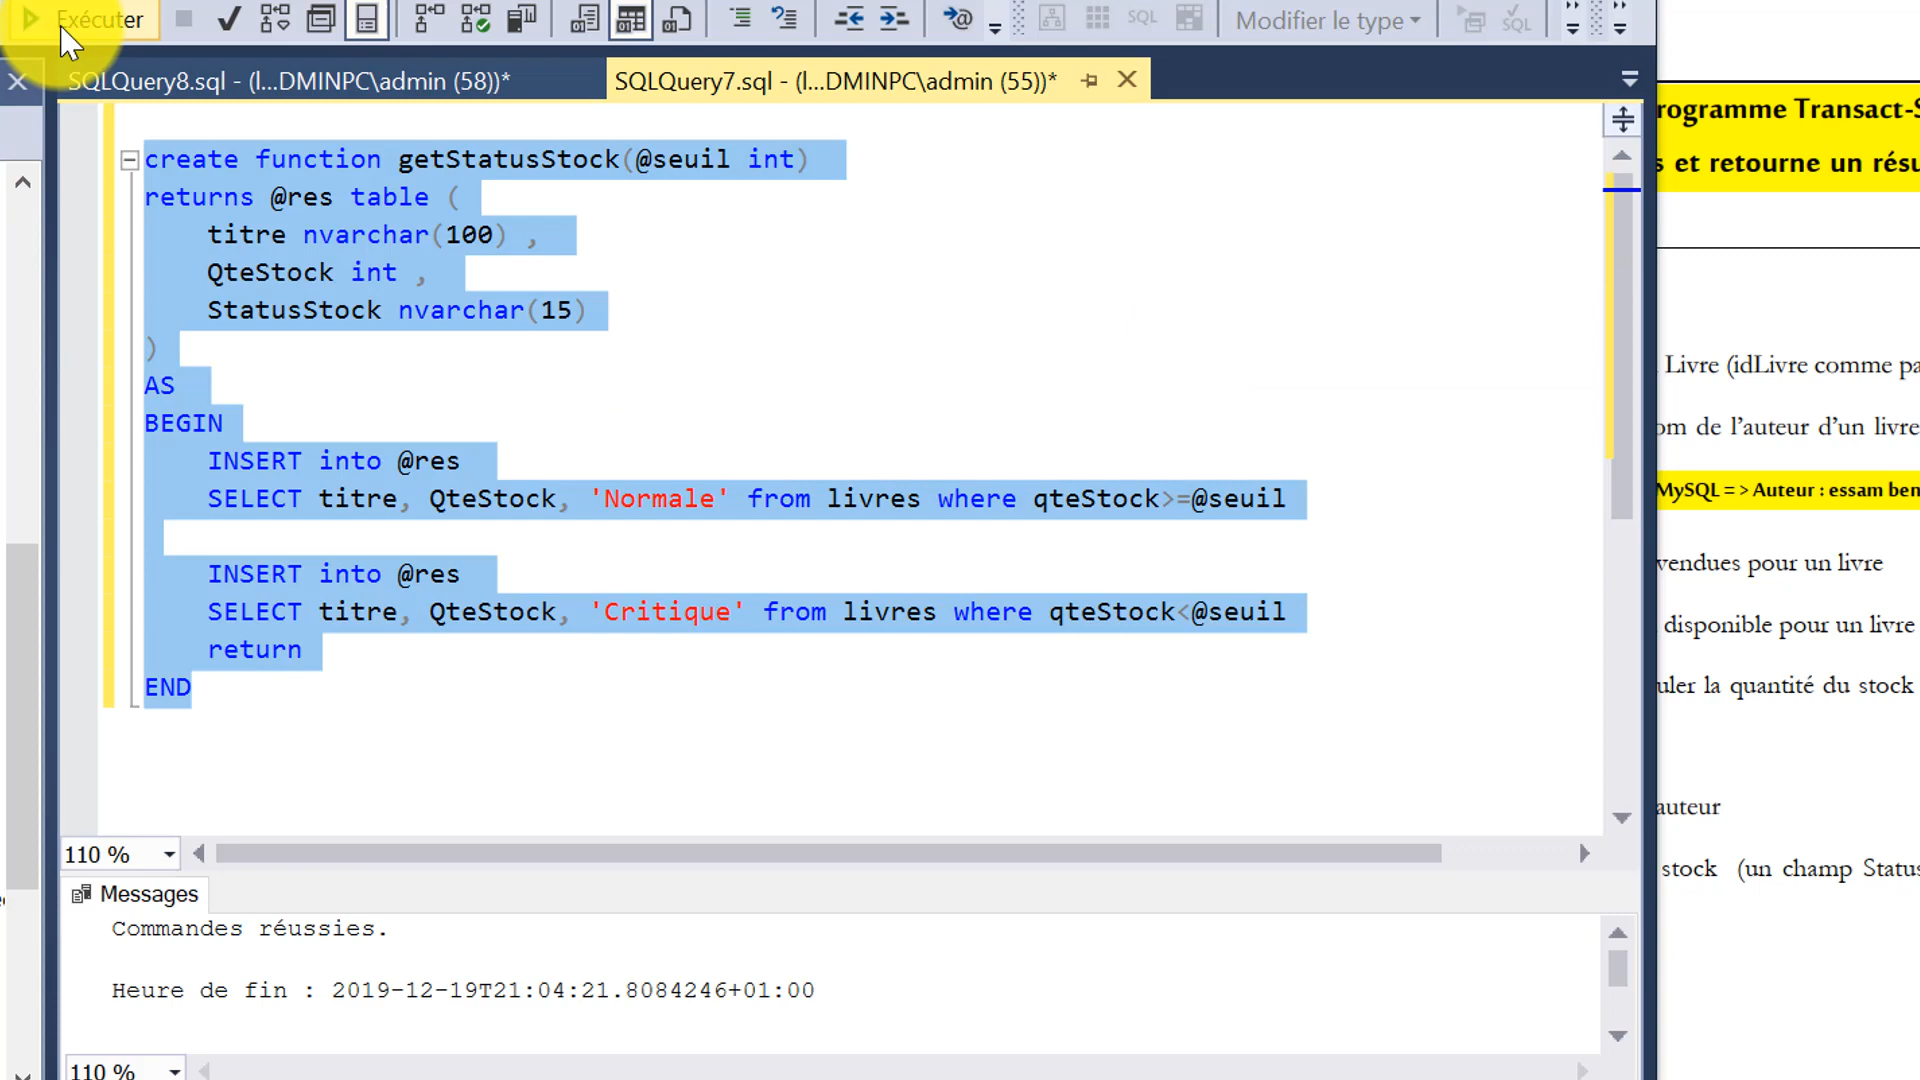 Exécuter
SQL
Modifier le type
SQL
SQLQuery8.sql - (l...DMINPC\admin (58))*
SQLQuery7.sql - (l...DMINPC\admin (55))*
create function getStatusStock(@seuil int)
returns @res table (
titre nvarchar(100) ,
QteStock int ,
StatusStock nvarchar(15)
)
AS
BEGIN
INSERT into @res
SELECT titre, QteStock, 'Normale' from livres where qteStock>=@seuil
INSERT into @res
SELECT titre, QteStock, 'Critique' from livres where qteStock<@seuil
return
END
110 %
Messages
Commandes réussies.
Heure de fin : 2019-12-19T21:04:21.8084246+01:00
110 %
rogramme Transact-S
s et retourne un résu
Livre (idLivre comme pa
om de l'auteur d'un livre
MySQL = > Auteur : essam ben
vendues pour un livre
disponible pour un livre
uler la quantité du stock
auteur
stock (un champ Status